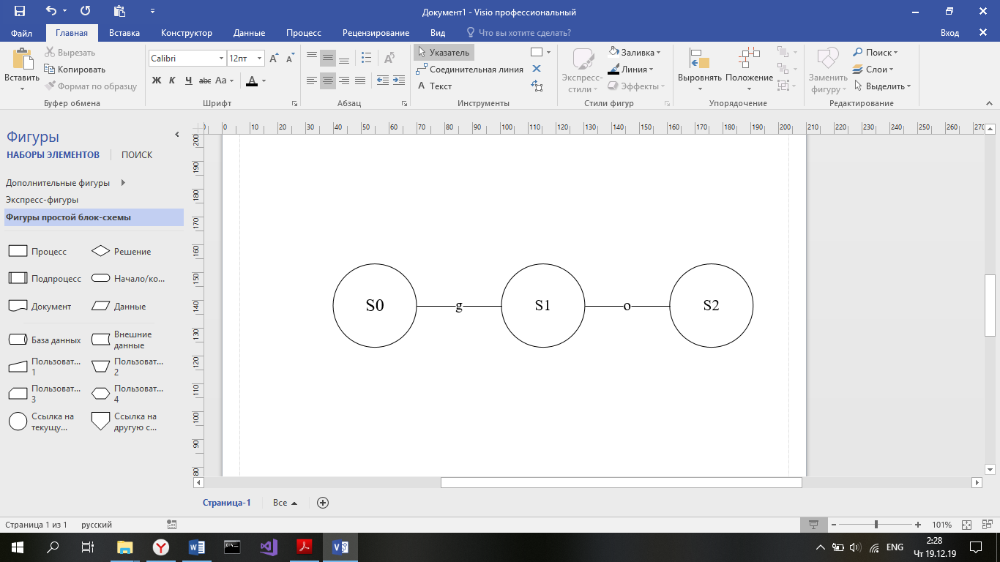 Документ1 - Visio профессиональный
Файл Главная Вставка Конструктор Данные Процесс Рецензирование Вид Что вы хотите сделать? Вход
Вставить
Вырезать
Копировать
Формат по образцу
Буфер обмена
Calibri 12пт
Ж К Ч abc Aa A
Шрифт
Абзац
Указатель
Соединительная линия
A Текст
Инструменты
Экспресс-
стили
Заливка
Линия
Эффекты
Стили фигур
Выровнять Положение
Упорядочение
Заменить
фигуру
Поиск
Слои
Выделить
Редактирование
Фигуры
НАБОРЫ ЭЛЕМЕНТОВ ПОИСК
Дополнительные фигуры
Экспресс-фигуры
Фигуры простой блок-схемы
Процесс Решение
Подпроцесс Начало/ко...
Документ Данные
База данных Внешние
данные
Пользоват...
1
Пользоват...
2
Пользоват...
3
Пользоват...
4
Ссылка на
текущу...
Ссылка на
другую с...
0 10 20 30 40 50 60 70 80 90 100 110 120 130 140 150 160 170 180 190 200 210 220 230 240 250 260 270
200
190
180
170
160
150
140
130
120
110
100
90
80
S0 g S1 o S2
Страница-1 Все
Страница 1 из 1 русский 101%
ENG 2:28
Чт 19.12.19